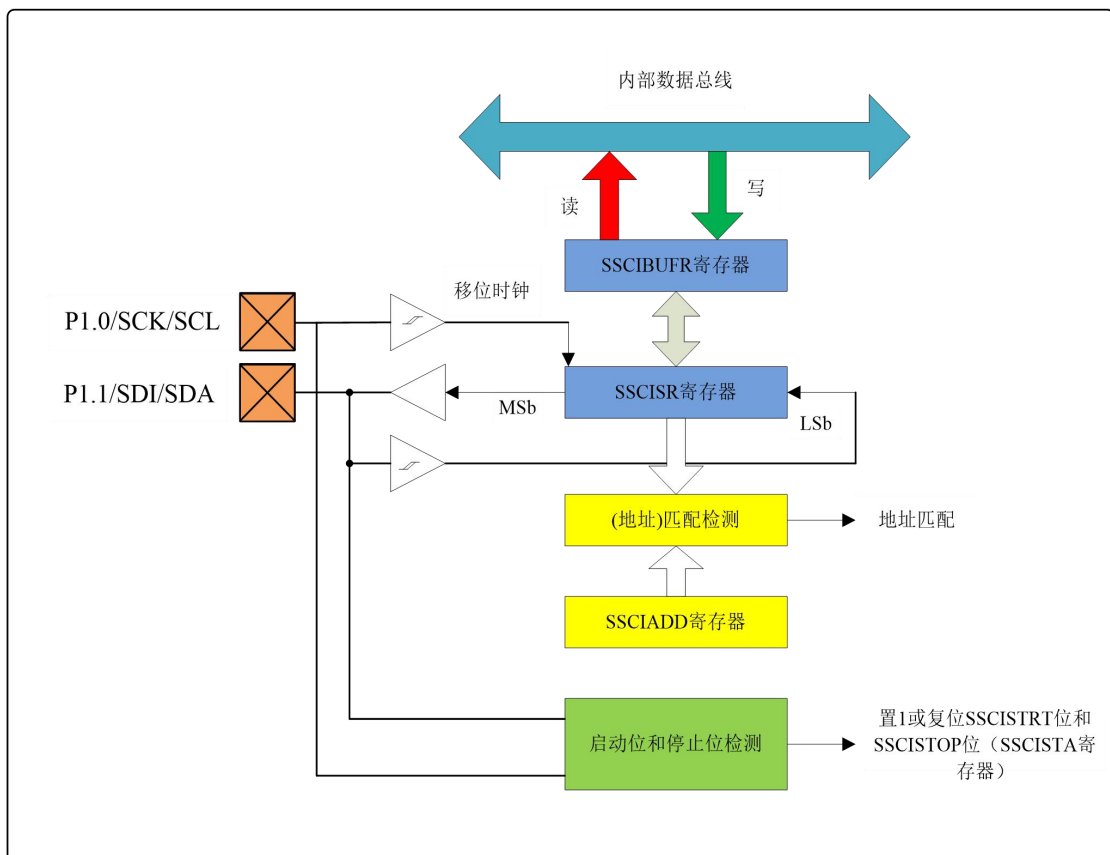 内部数据总线
读
写
SSCIBUFR寄存器
移位时钟
P1.0/SCK/SCL
P1.1/SDI/SDA
MSb
SSCISR寄存器
LSb
(地址)匹配检测
地址匹配
SSCIADD寄存器
启动位和停止位检测
置1或复位SSCISTRT位和
SSCISTOP位（SSCISTA寄
存器）